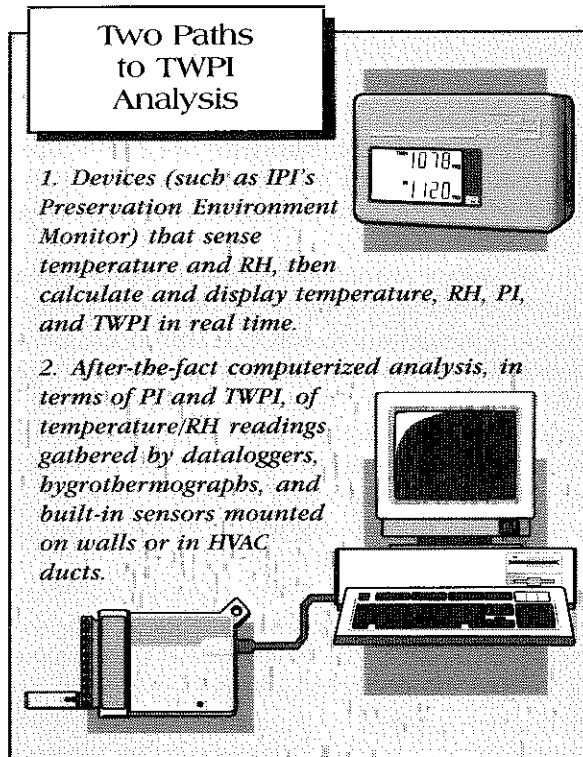 Two Paths
to TWPI
Analysis
1. Devices (such as IPI's
Preservation Environment
Monitor) that sense
temperature and RH, then
calculate and display temperature, RH, PI,
and TWPI in real time.
2. After-the-fact computerized analysis, in
terms of PI and TWPI, of
temperature/RH readings
gathered by dataloggers,
hygrothermographs, and
built-in sensors mounted
on walls or in HVAC
ducts.
1078
1120